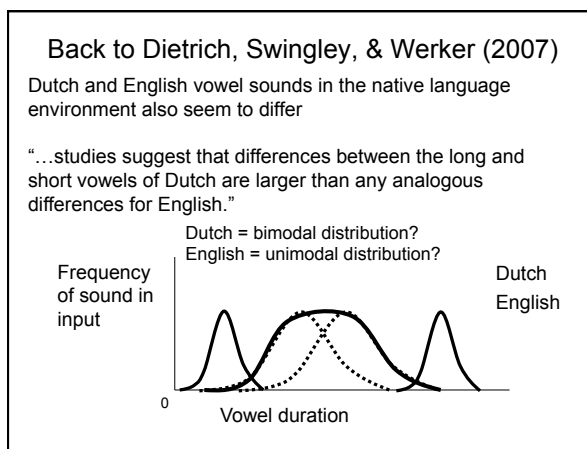 Back to Dietrich, Swingley, & Werker (2007)
Dutch and English vowel sounds in the native language
environment also seem to differ
“…studies suggest that differences between the long and
short vowels of Dutch are larger than any analogous
differences for English.”
Dutch = bimodal distribution?
English = unimodal distribution?
Frequency
of sound in
input
Dutch
English
0
Vowel duration